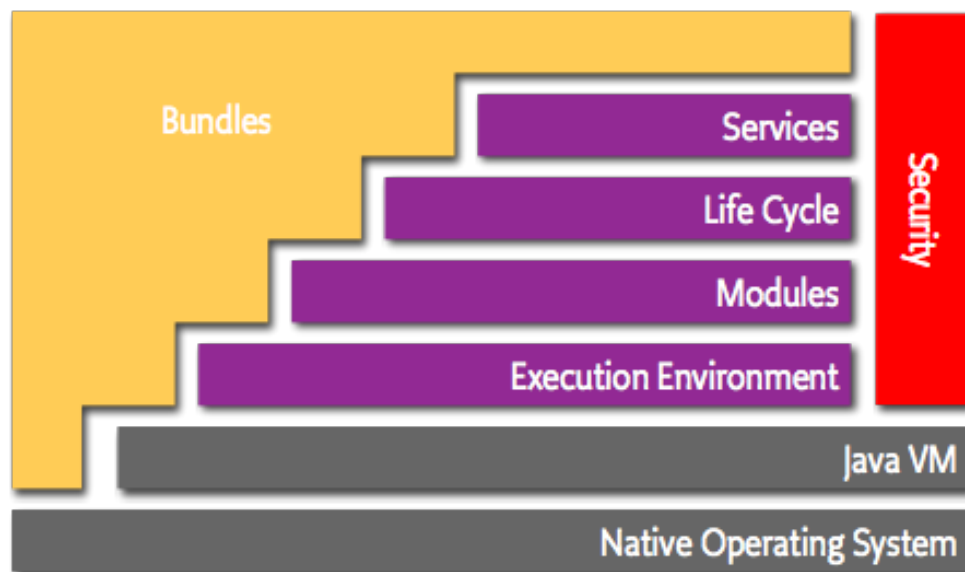 Bundles
Services
Life Cycle
Modules
Execution Environment
Security
Java VM
Native Operating System